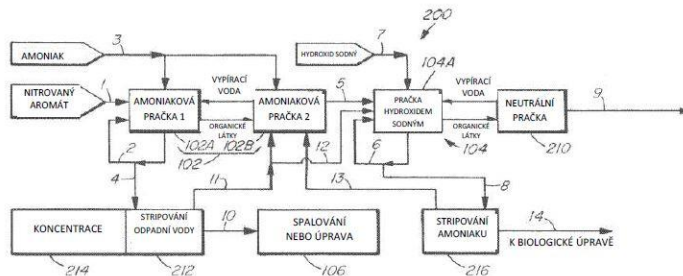 200
AMONIAK
3
HYDROXID SODNÝ
7
104A
NITROVANÝ
AROMÁT
1
AMONIAKOVÁ
PRAČKA 1
VYPÍRACÍ
VODA
ORGANICKÉ
LÁTKY
AMONIAKOVÁ
PRAČKA 2
5
PRAČKA
HYDROXIDEM
SODNÝM
VYPÍRACÍ
VODA
ORGANICKÉ
LÁTKY
NEUTRÁLNÍ
PRAČKA
9
2
102A
102B
102
12
6
104
210
4
11
13
8
KONCENTRACE
STRIPOVÁNÍ
ODPADNÍ VODY
10
SPALOVÁNÍ
NEBO ÚPRAVA
STRIPOVÁNÍ
AMONIAKU
14
K BIOLOGICKÉ ÚPRAVĚ
214
212
106
216